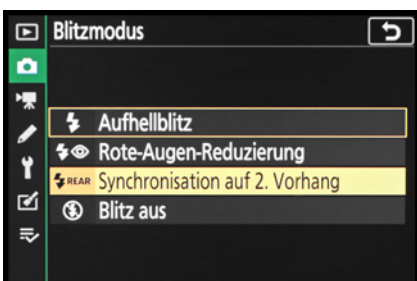 Blitzmodus
Aufhellblitz
Rote-Augen-Reduzierung
REAR Synchronisation auf 2. Vorhang
Blitz aus